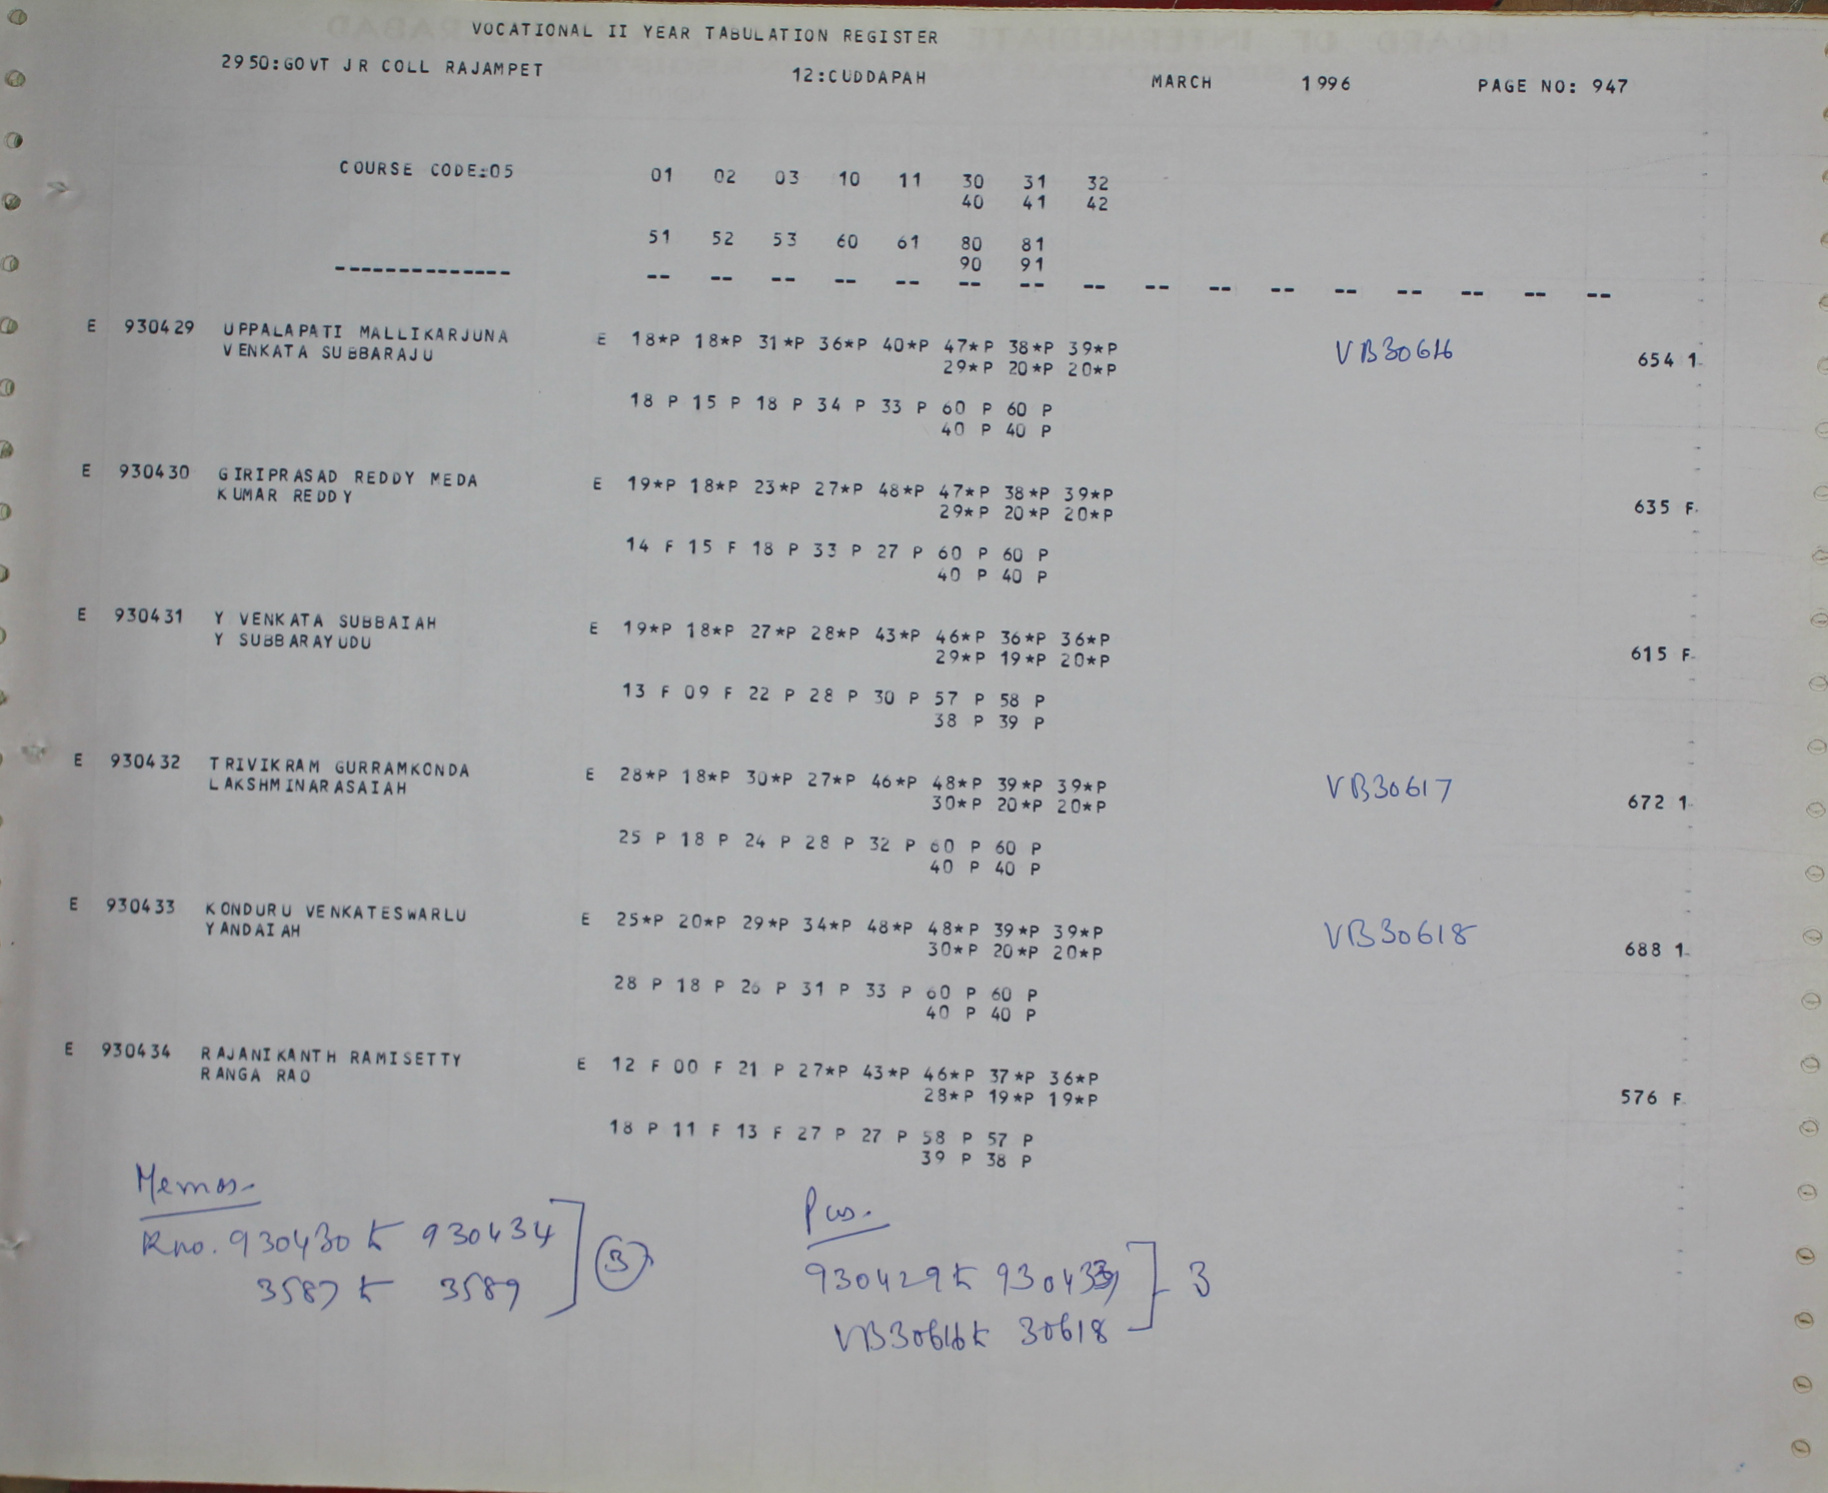 VOCATIONAL II YEAR TABULATION REGISTER
2950:GOVT JR COLL RAJAMPET 12:CUDDAPAH MARCH 1996 PAGE NO: 947
COURSE CODE:05 01 02 03 10 11 30 31 32
40 41 42
51 52 53 60 61 80 81
90 91
-------------- -- -- -- -- -- -- -- -- -- -- -- -- -- -- -- --
E 930429 UPPALAPATI MALLIKARJUNA E 18*P 18*P 31*P 36*P 40*P 47*P 38*P 39*P VB30616
VENKATA SUBBARAJU 29*P 20*P 20*P 654 1
18 P 15 P 18 P 34 P 33 P 60 P 60 P
40 P 40 P
E 930430 GIRIPRASAD REDDY MEDA E 19*P 18*P 23*P 27*P 48*P 47*P 38*P 39*P
KUMAR REDDY 29*P 20*P 20*P 635 F
14 F 15 F 18 P 33 P 27 P 60 P 60 P
40 P 40 P
E 930431 Y VENKATA SUBBAIAH E 19*P 18*P 27*P 28*P 43*P 46*P 36*P 36*P
Y SUBBARAYUDU 29*P 19*P 20*P 615 F
13 F 09 F 22 P 28 P 30 P 57 P 58 P
38 P 39 P
E 930432 TRIVIKRAM GURRAMKONDA E 28*P 18*P 30*P 27*P 46*P 48*P 39*P 39*P VB30617
LAKSHMINARASAIAH 30*P 20*P 20*P 672 1
25 P 18 P 24 P 28 P 32 P 60 P 60 P
40 P 40 P
E 930433 KONDURU VENKATESWARLU E 25*P 20*P 29*P 34*P 48*P 48*P 39*P 39*P VB30618
YANDAIAH 30*P 20*P 20*P 688 1
28 P 18 P 26 P 31 P 33 P 60 P 60 P
40 P 40 P
E 930434 RAJANIKANTH RAMISETTY E 12 F 00 F 21 P 27*P 43*P 46*P 37*P 36*P
RANGA RAO 28*P 19*P 19*P 576 F
18 P 11 F 13 F 27 P 27 P 58 P 57 P
39 P 38 P
Memos. Pcs.
Rno. 930430 to 930434 3 930429 to 930433 3
3587 to 3589 VB30616 to 30618